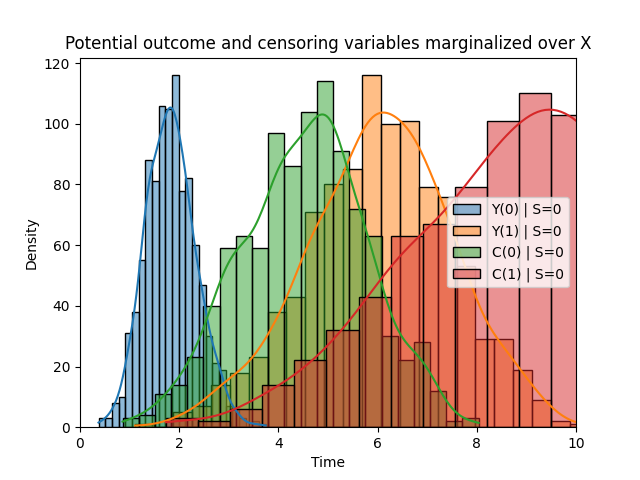 Potential outcome and censoring variables marginalized over X
120
100
80
60
40
20
0
Density
Y(0) | S=0
Y(1) | S=0
C(0) | S=0
C(1) | S=0
0 2 4 6 8 10
Time